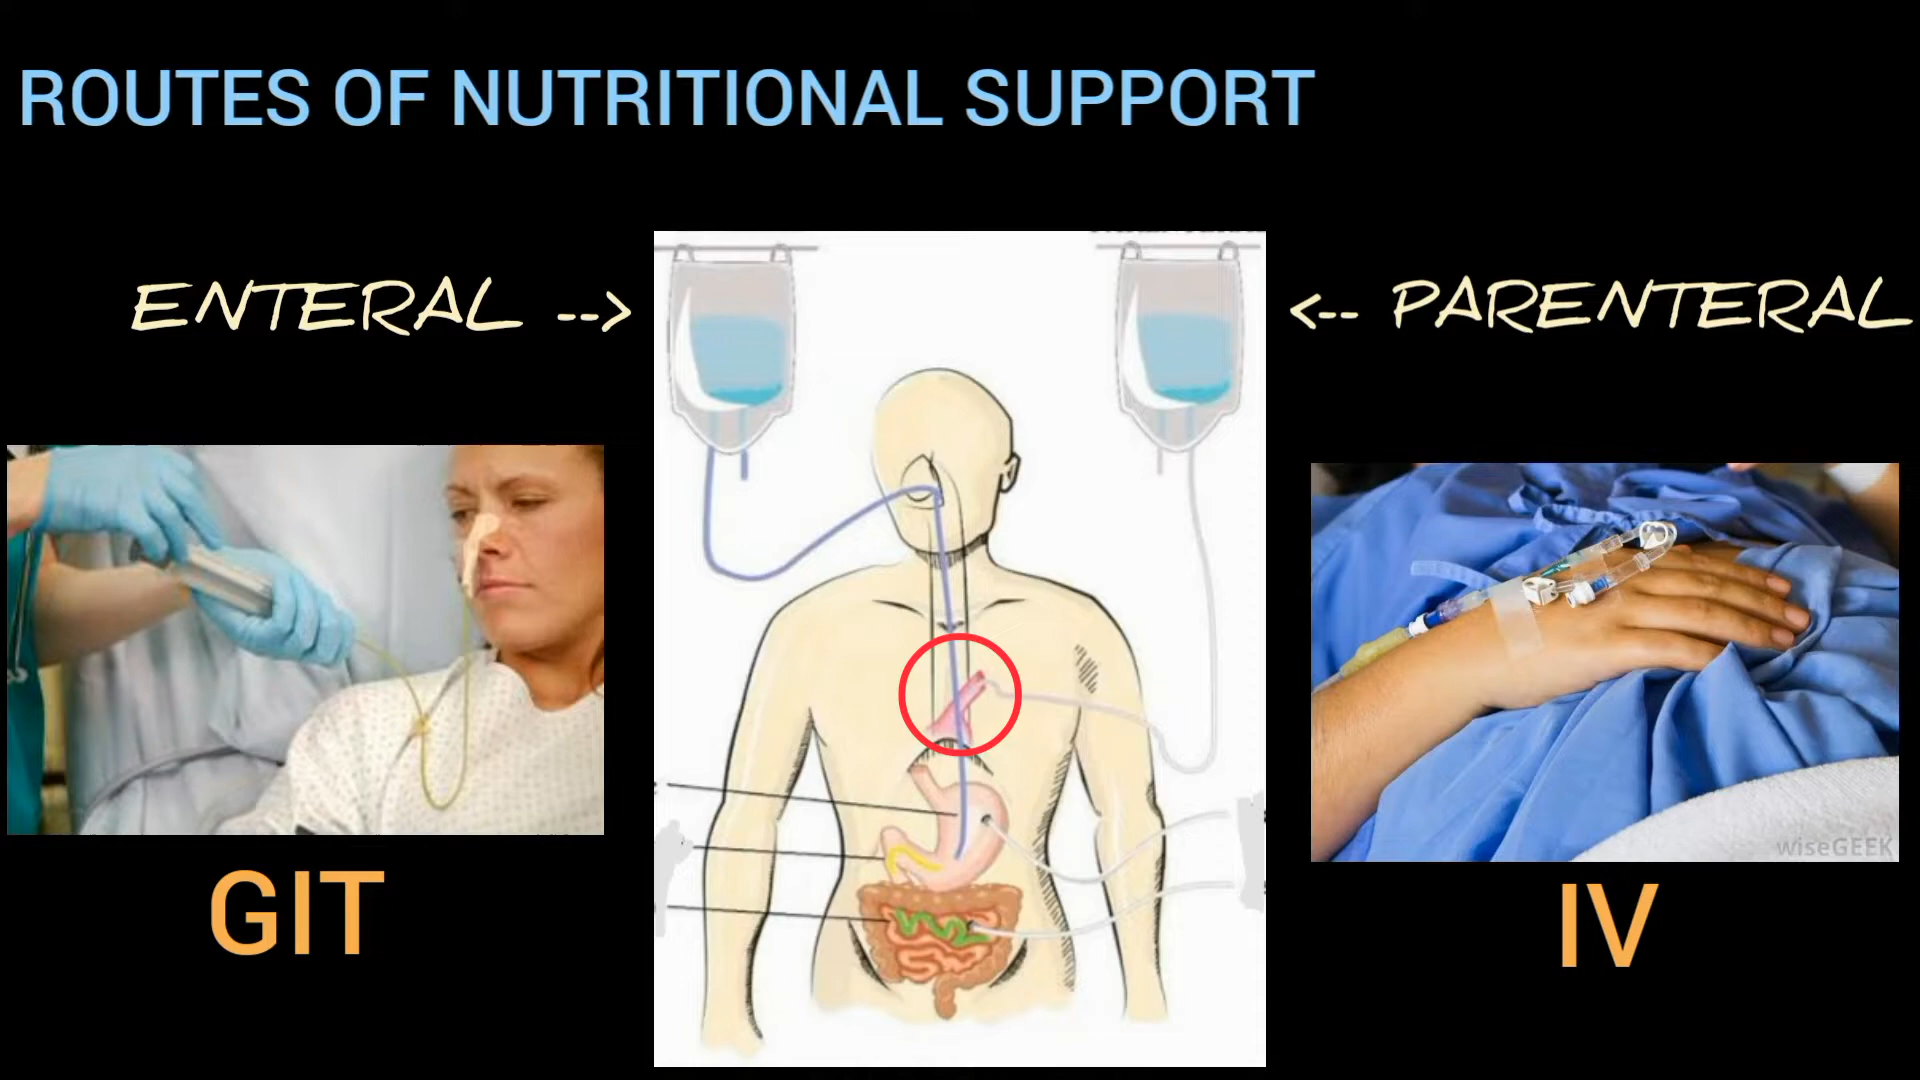 ROUTES OF NUTRITIONAL SUPPORT
ENTERAL -->
<-- PARENTERAL
wiseGEEK
GIT
IV